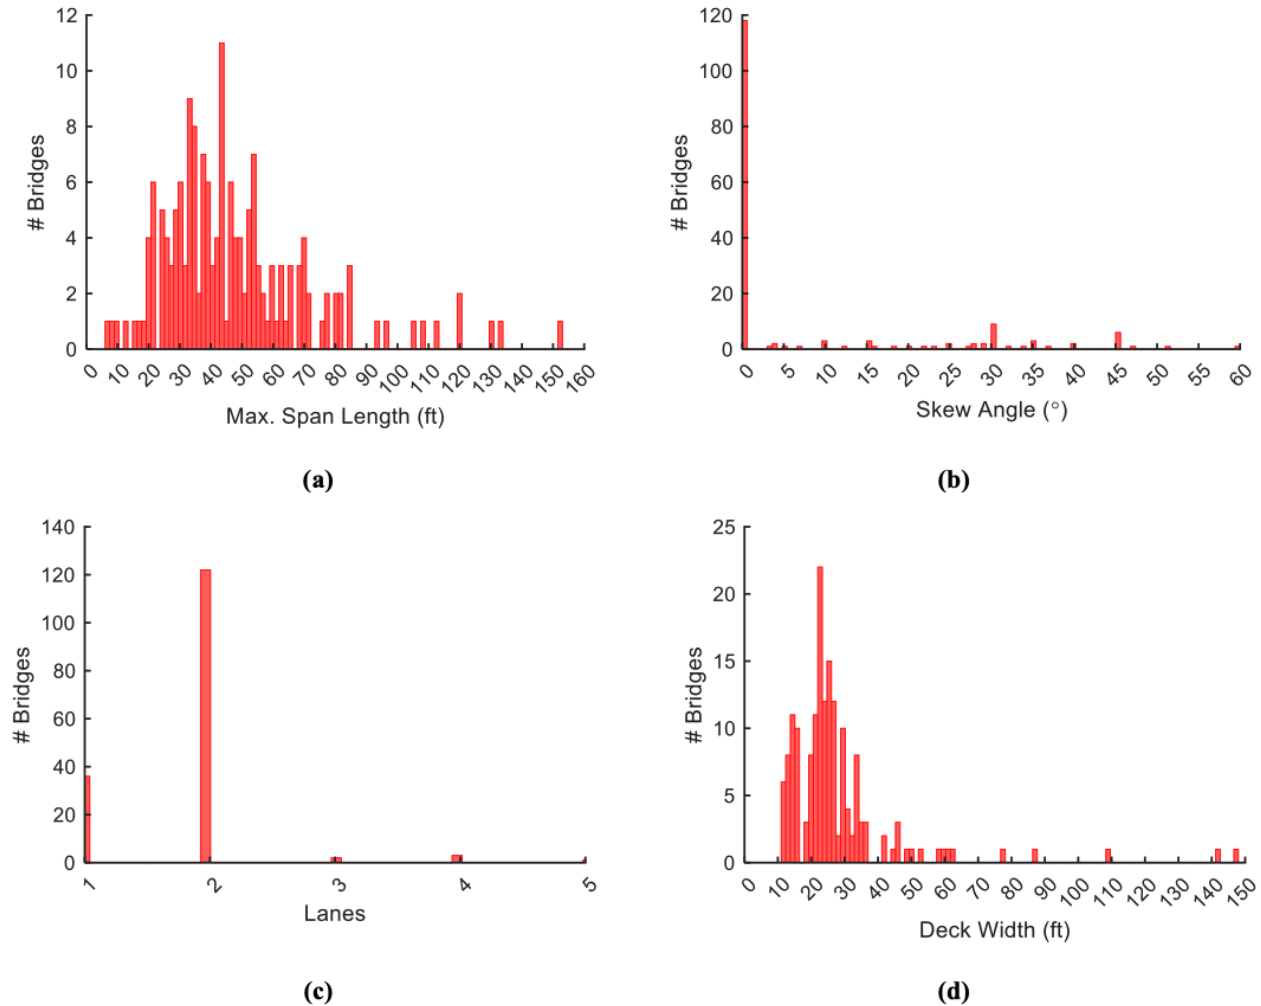 12
10
8
6
4
2
0
# Bridges
0 10 20 30 40 50 60 70 80 90 100 110 120 130 140 150 160
Max. Span Length (ft)
(a)
120
100
80
60
40
20
0
# Bridges
0 5 10 15 20 25 30 35 40 45 50 55 60
Skew Angle (°)
(b)
140
120
100
80
60
40
20
0
# Bridges
1 2 3 4 5
Lanes
(c)
25
20
15
10
5
0
# Bridges
0 10 20 30 40 50 60 70 80 90 100 110 120 130 140 150
Deck Width (ft)
(d)